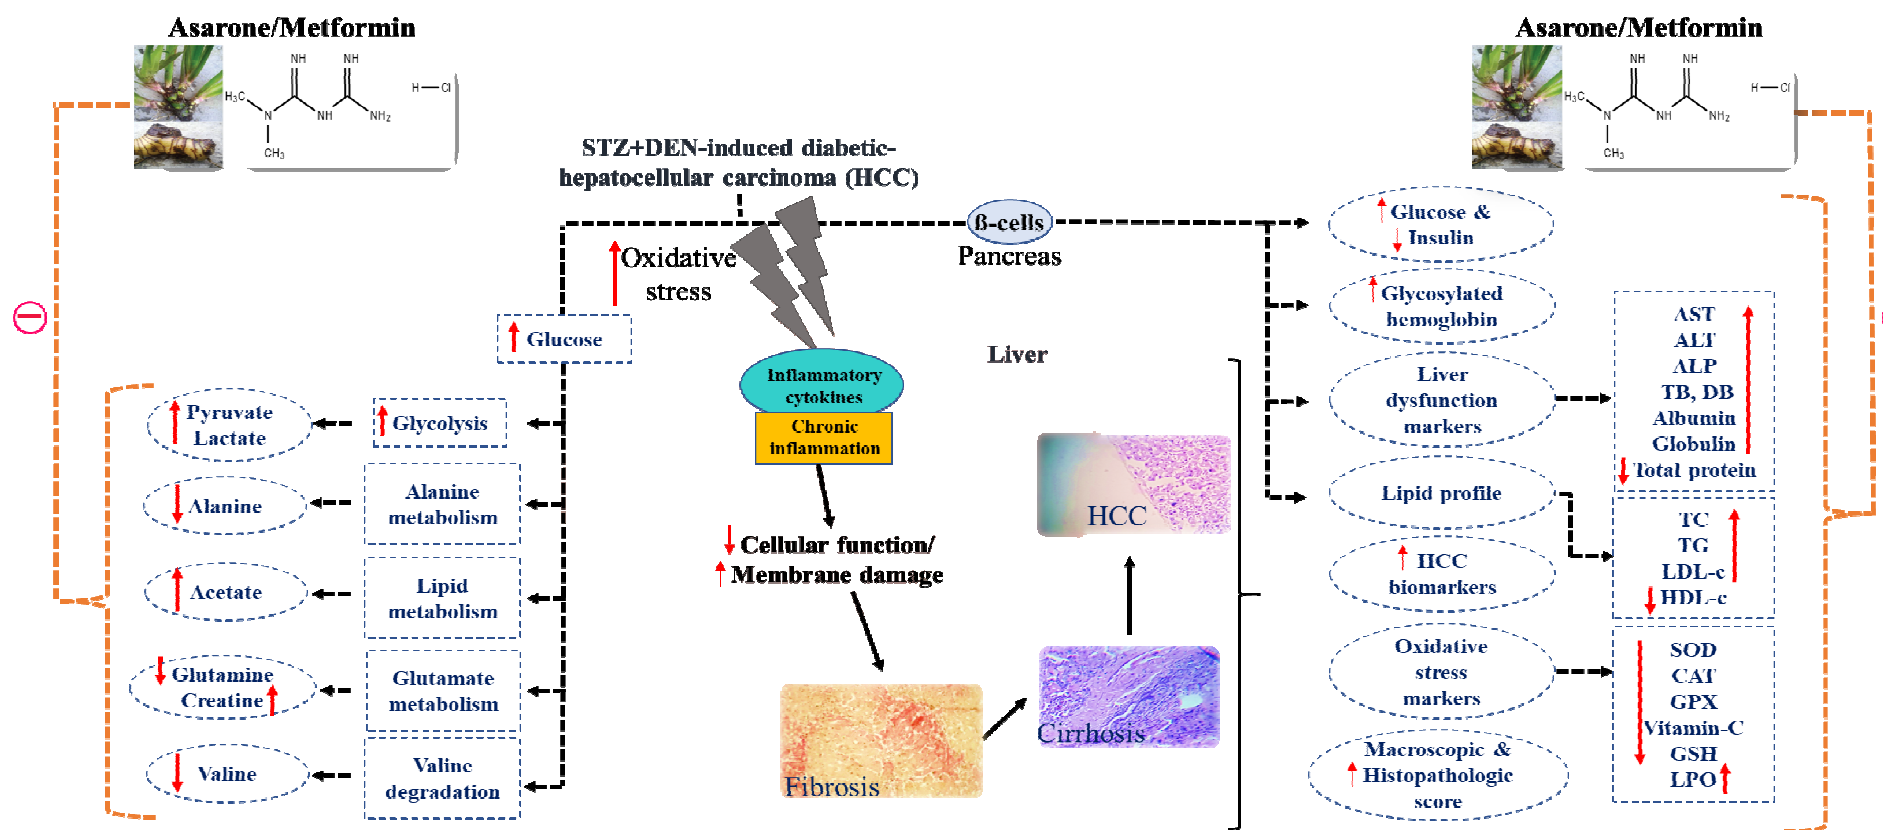 Asarone/Metformin
NH NH
H₃C
N NH NH₂
CH₃
H Cl
Asarone/Metformin
NH NH
H₃C
N NH NH₂
CH₃
H Cl
STZ+DEN-induced diabetic-
hepatocellular carcinoma (HCC)
Oxidative
stress
Glucose
Glycolysis
Pyruvate
Lactate
Alanine
metabolism
Alanine
Lipid
metabolism
Acetate
Glutamate
metabolism
Glutamine
Creatine
Valine
degradation
Valine
Inflammatory
cytokines
Chronic
inflammation
Cellular function/
Membrane damage
Fibrosis
Cirrhosis
HCC
Liver
ß-cells
Pancreas
Glucose &
Insulin
Glycosylated
hemoglobin
Liver
dysfunction
markers
AST
ALT
ALP
TB, DB
Albumin
Globulin
Total protein
Lipid profile
TC
TG
LDL-c
HDL-c
HCC
biomarkers
Oxidative
stress
markers
SOD
CAT
GPX
Vitamin-C
GSH
LPO
Macroscopic &
Histopathologic
score